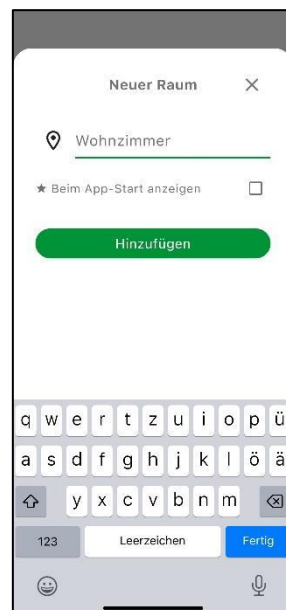 Neuer Raum
Wohnzimmer
★ Beim App-Start anzeigen
Hinzufügen
q w e r t z u i o p ü
a s d f g h j k l ö ä
y x c v b n m
123 Leerzeichen Fertig